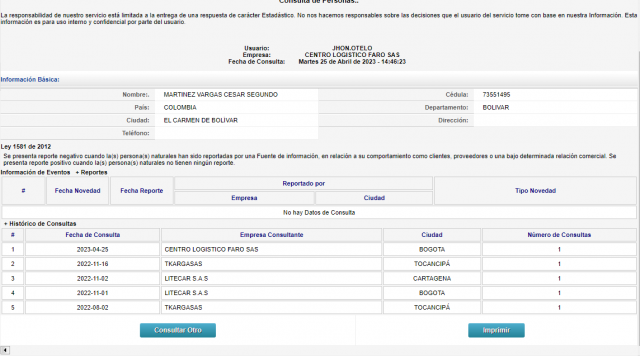 Consulta de Personas..
La responsabilidad de nuestro servicio está limitada a la entrega de una respuesta de carácter Estadástico. No nos hacemos responsables sobre las decisiones que el usuario del servicio tome con base en nuestra Información. Esta
información es para uso interno y confidencial por parte del usuario.
Usuario: JHON.OTELO
Empresa: CENTRO LOGISTICO FARO SAS
Fecha de Consulta: Martes 25 de Abril de 2023 - 14:46:23
Información Básica:
Nombre:. MARTINEZ VARGAS CESAR SEGUNDO Cédula: 73551495
País: COLOMBIA Departamento: BOLIVAR
Ciudad: EL CARMEN DE BOLIVAR Dirección:
Teléfono:
Ley 1581 de 2012
Se presenta reporte negativo cuando la(s) persona(s) naturales han sido reportadas por una Fuente de información, en relación a su comportamiento como clientes, proveedores o una bajo determinada relación comercial. Se
presenta reporte positivo cuando la(s) persona(s) naturales no tienen ningún reporte.
Información de Eventos + Reportes
# Fecha Novedad Fecha Reporte Reportado por Tipo Novedad
Empresa Ciudad
No hay Datos de Consulta
+ Histórico de Consultas
# Fecha de Consulta Empresa Consultante Ciudad Número de Consultas
1 2023-04-25 CENTRO LOGISTICO FARO SAS BOGOTA 1
2 2022-11-16 TKARGASAS TOCANCIPÁ 1
3 2022-11-02 LITECAR S.A.S CARTAGENA 1
4 2022-11-01 LITECAR S.A.S BOGOTA 1
5 2022-08-02 TKARGASAS TOCANCIPÁ 1
Consultar Otro Imprimir